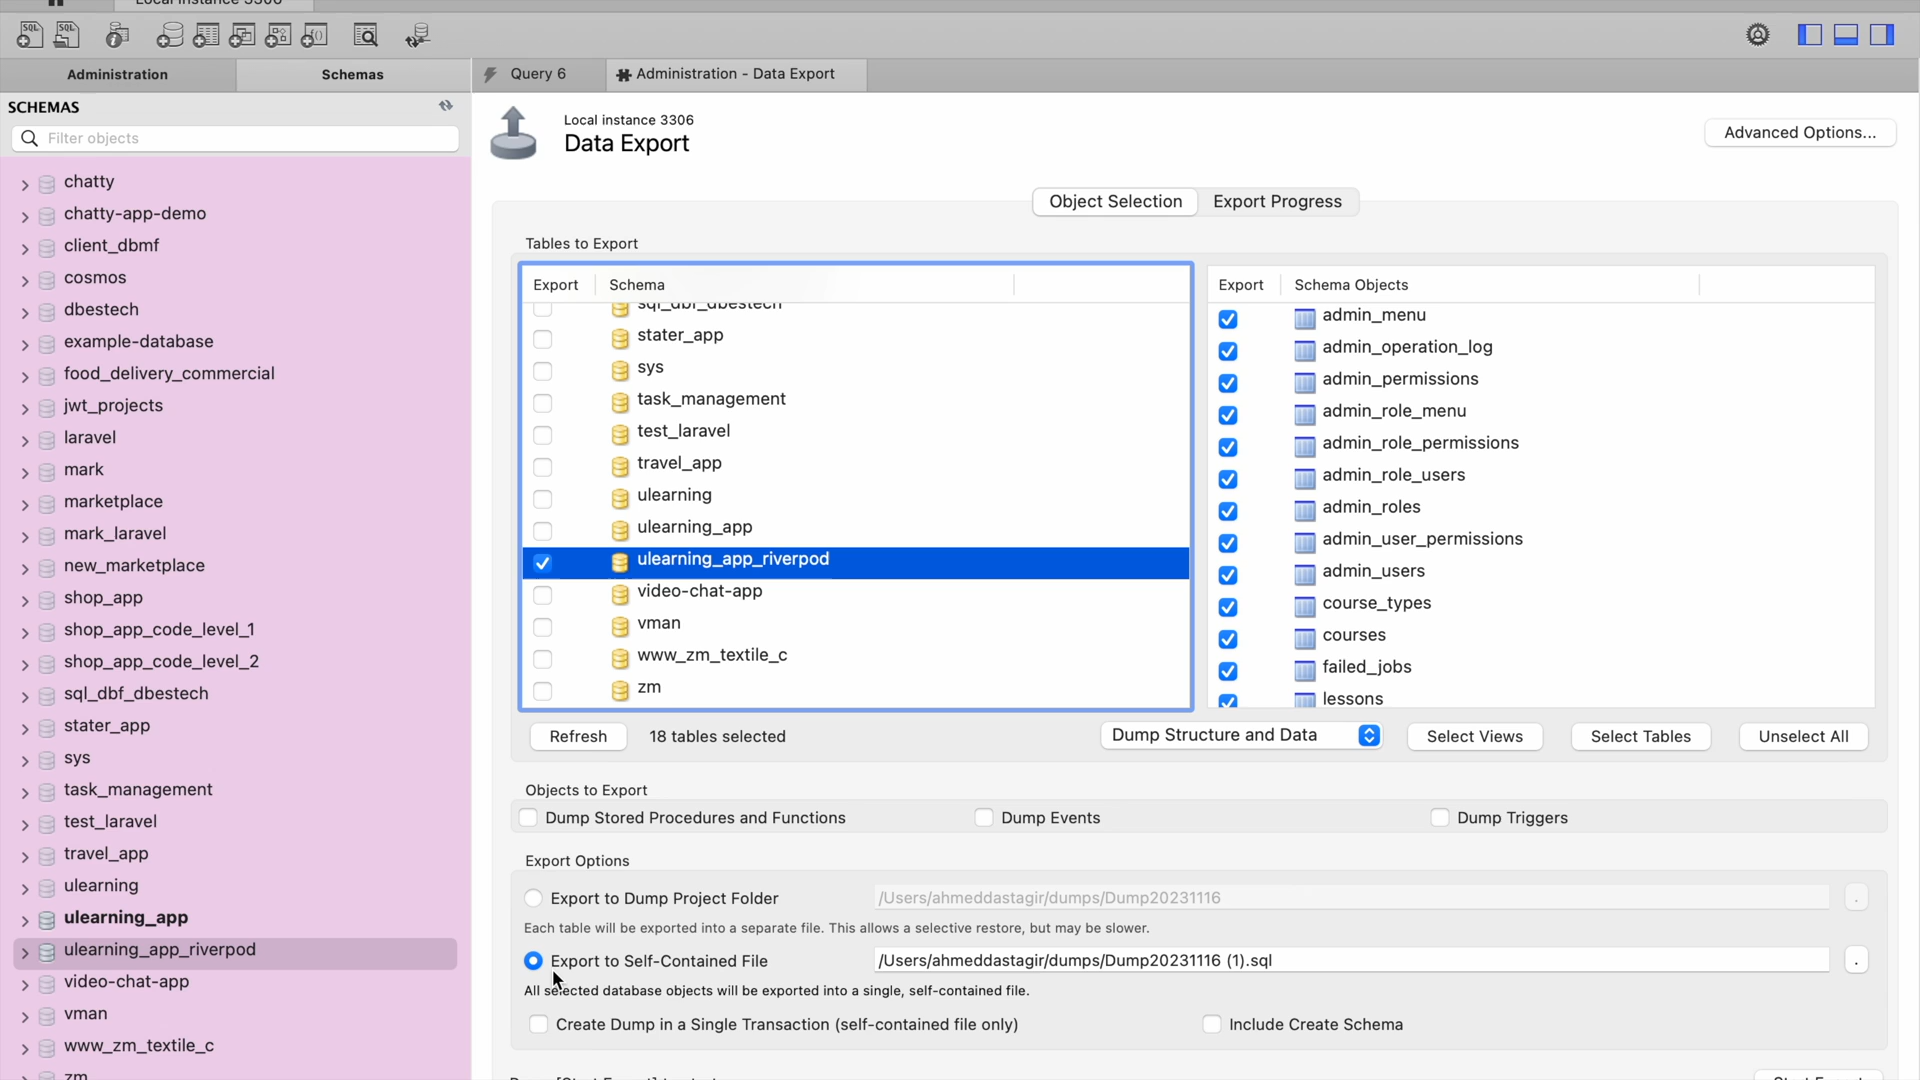 Local instance 3306
Administration
Schemas
Query 6
Administration - Data Export
SCHEMAS
Filter objects
chatty
chatty-app-demo
client_dbmf
cosmos
dbestech
example-database
food_delivery_commercial
jwt_projects
laravel
mark
marketplace
mark_laravel
new_marketplace
shop_app
shop_app_code_level_1
shop_app_code_level_2
sql_dbf_dbestech
stater_app
sys
task_management
test_laravel
travel_app
ulearning
ulearning_app
ulearning_app_riverpod
video-chat-app
vman
www_zm_textile_c
zm
Local instance 3306
Data Export
Advanced Options...
Object Selection
Export Progress
Tables to Export
Export Schema
sql_dbf_dbestech
stater_app
sys
task_management
test_laravel
travel_app
ulearning
ulearning_app
ulearning_app_riverpod
video-chat-app
vman
www_zm_textile_c
zm
Export Schema Objects
admin_menu
admin_operation_log
admin_permissions
admin_role_menu
admin_role_permissions
admin_role_users
admin_roles
admin_user_permissions
admin_users
course_types
courses
failed_jobs
lessons
Refresh
18 tables selected
Dump Structure and Data
Select Views
Select Tables
Unselect All
Objects to Export
Dump Stored Procedures and Functions
Dump Events
Dump Triggers
Export Options
Export to Dump Project Folder
/Users/ahmeddastagir/dumps/Dump20231116
.
Each table will be exported into a separate file. This allows a selective restore, but may be slower.
Export to Self-Contained File
/Users/ahmeddastagir/dumps/Dump20231116 (1).sql
.
All selected database objects will be exported into a single, self-contained file.
Create Dump in a Single Transaction (self-contained file only)
Include Create Schema